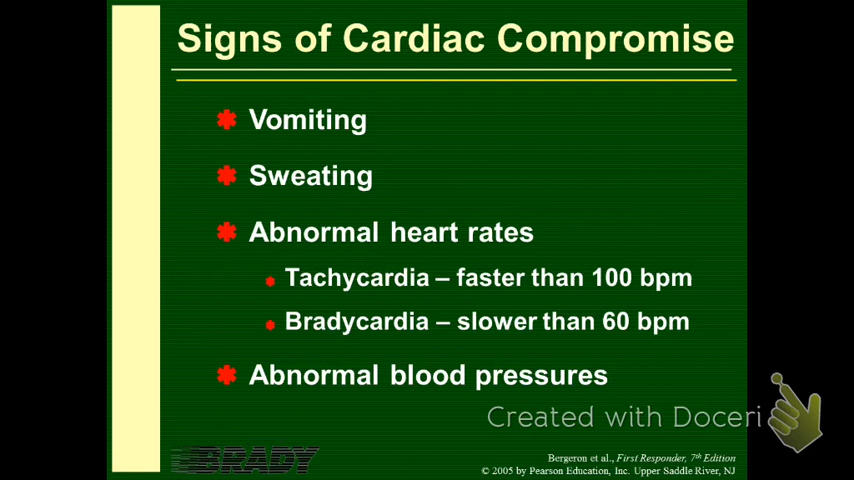 Signs of Cardiac Compromise
Vomiting
Sweating
Abnormal heart rates
Tachycardia – faster than 100 bpm
Bradycardia – slower than 60 bpm
Abnormal blood pressures
Created with Doceri
BRADY
Bergeron et al., First Responder, 7th Edition
© 2005 by Pearson Education, Inc. Upper Saddle River, NJ